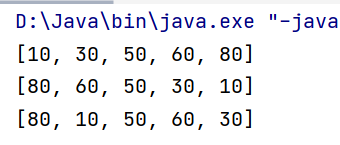 D:\Java\bin\java.exe "-java
[10, 30, 50, 60, 80]
[80, 60, 50, 30, 10]
[80, 10, 50, 60, 30]